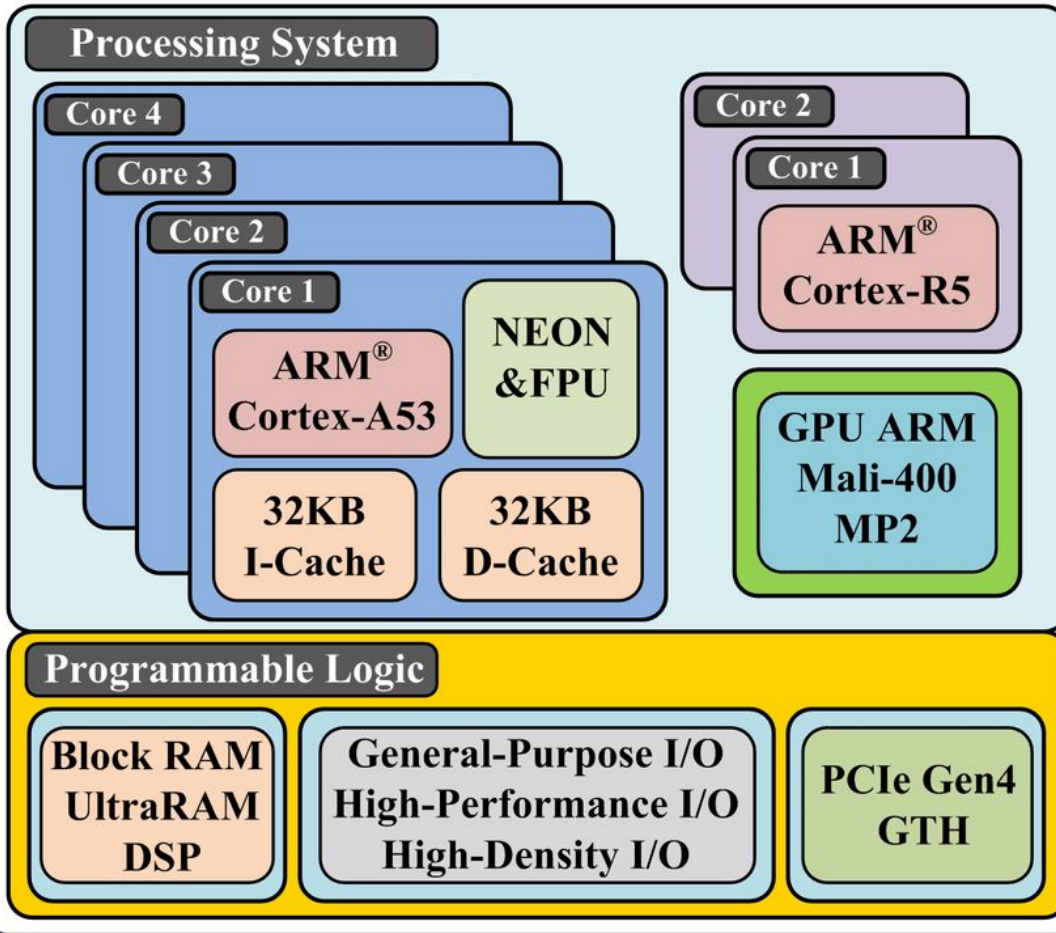 Processing System
Core 4
Core 3
Core 2
Core 1
ARM®
Cortex-A53
NEON
&FPU
32KB
I-Cache
32KB
D-Cache
Core 2
Core 1
ARM®
Cortex-R5
GPU ARM
Mali-400
MP2
Programmable Logic
Block RAM
UltraRAM
DSP
General-Purpose I/O
High-Performance I/O
High-Density I/O
PCIe Gen4
GTH